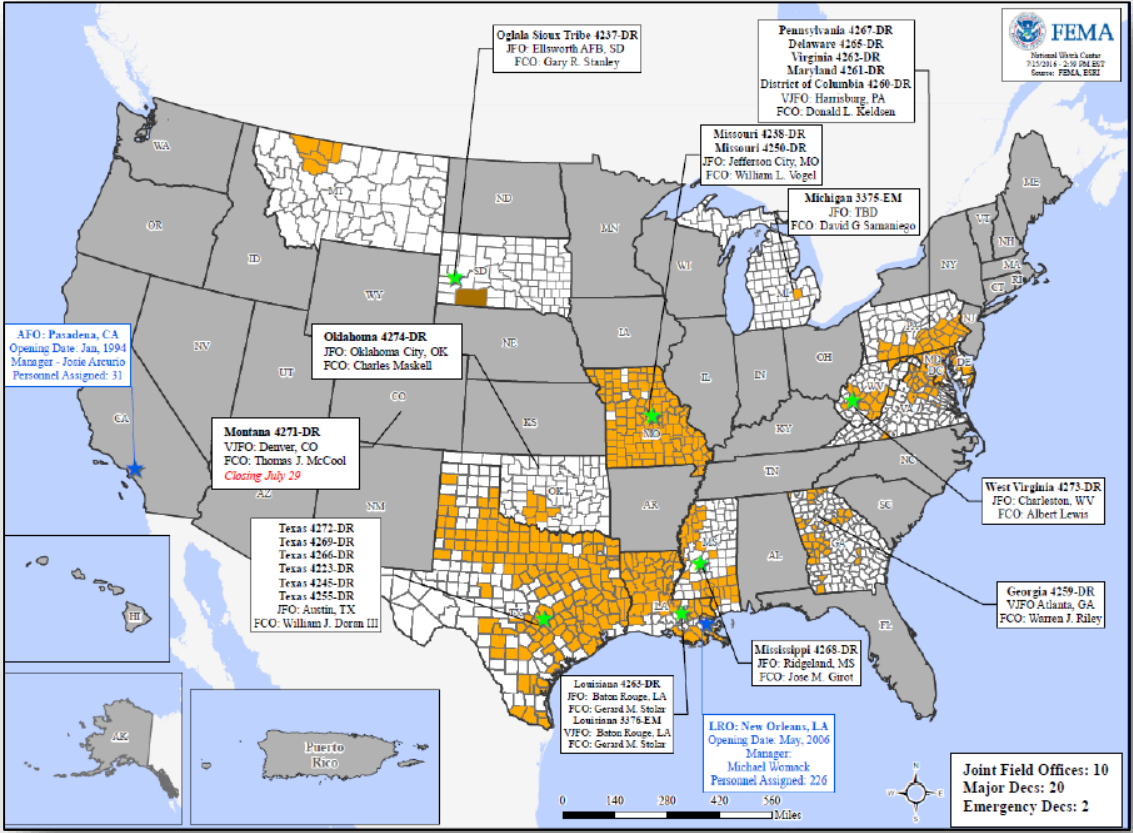 Oglala Sioux Tribe 4237-DR
JFO: Ellsworth AFB, SD
FCO: Gary R. Stanley
Pennsylvania 4267-DR
Delaware 4265-DR
Virginia 4262-DR
Maryland 4261-DR
District of Columbia 4260-DR
VJFO: Harrisburg, PA
FCO: Donald L. Keldsen
FEMA
National Watch Center
7/15/2016 - 2:59 PM EST
Source: FEMA, ESRI
Missouri 4238-DR
Missouri 4250-DR
JFO: Jefferson City, MO
FCO: William L. Vogel
Michigan 3375-EM
JFO: TBD
FCO: David G Samaniego
WA
MT
ND
MN
ME
OR
ID
SD
WI
VT
NH
NY
MA
CT
RI
WY
MI
IA
NE
PA
NJ
AFO: Pasadena, CA
Opening Date: Jan, 1994
Manager - Josie Arcurio
Personnel Assigned: 31
Oklahoma 4274-DR
JFO: Oklahoma City, OK
FCO: Charles Maskell
NV
UT
CO
IL
IN
OH
MD
DE
DC
WV
VA
CA
KS
MO
KY
Montana 4271-DR
VJFO: Denver, CO
FCO: Thomas J. McCool
Closing July 29
AZ
NM
OK
AR
TN
NC
SC
West Virginia 4273-DR
JFO: Charleston, WV
FCO: Albert Lewis
Texas 4272-DR
Texas 4269-DR
Texas 4266-DR
Texas 4223-DR
Texas 4245-DR
Texas 4255-DR
JFO: Austin, TX
FCO: William J. Doran III
MS
AL
GA
Georgia 4259-DR
VJFO Atlanta, GA
FCO: Warren J. Riley
HI
TX
LA
FL
Mississippi 4268-DR
JFO: Ridgeland, MS
FCO: Jose M. Girot
Louisiana 4263-DR
JFO: Baton Rouge, LA
FCO: Gerard M. Stolar
Louisiana 3376-EM
VJFO: Baton Rouge, LA
FCO: Gerard M. Stolar
LRO: New Orleans, LA
Opening Date: May, 2006
Manager:
Michael Womack
Personnel Assigned: 226
AK
Puerto
Rico
N
W E
S
0 140 280 420 560
Miles
Joint Field Offices: 10
Major Decs: 20
Emergency Decs: 2